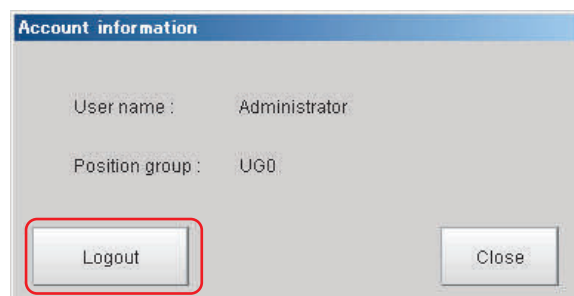 Account information
User name : Administrator
Position group : UG0
Logout Close